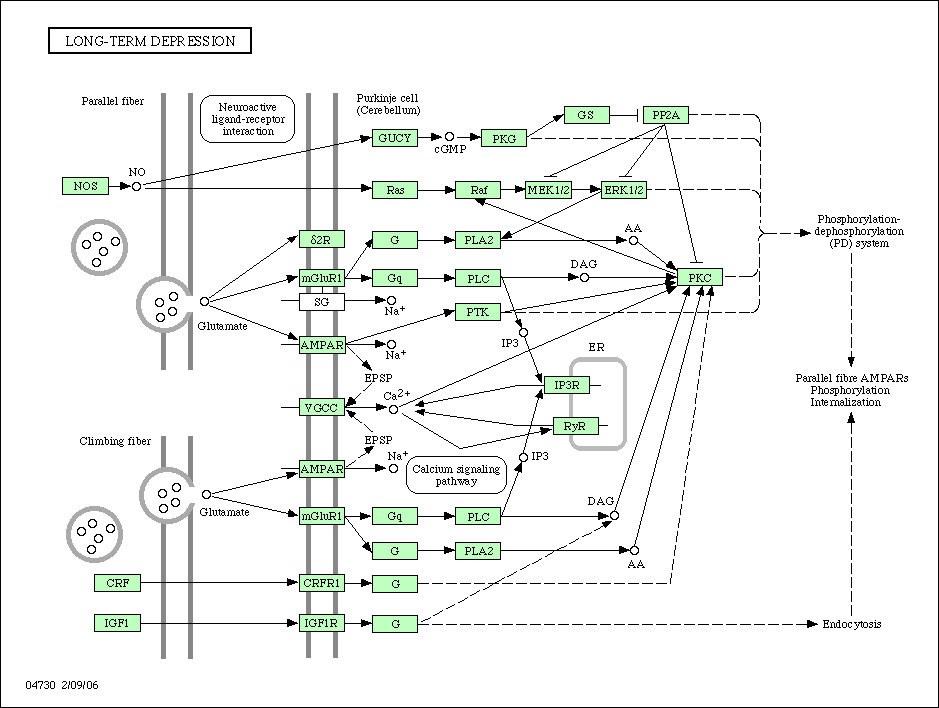 LONG-TERM DEPRESSION
Parallel fiber
Neuroactive
ligand-receptor
interaction
Purkinje cell
(Cerebellum)
GS
PP2A
GUCY
cGMP
PKG
NO
NOS
Ras
Raf
MEK1/2
ERK1/2
Phosphorylation-
dephosphorylation
(PD) system
δ2R
G
PLA2
AA
mGluR1
Gq
PLC
DAG
PKC
SG
Na+
Glutamate
PTK
AMPAR
Na+
IP3
ER
EPSP
IP3R
Parallel fibre AMPARs
Phosphorylation
Internalization
Ca2+
VGCC
RyR
Climbing fiber
EPSP
Na+
IP3
AMPAR
Calcium signaling
pathway
Glutamate
mGluR1
Gq
PLC
DAG
G
PLA2
AA
CRF
CRFR1
G
IGF1
IGF1R
G
Endocytosis
04730 2/09/06